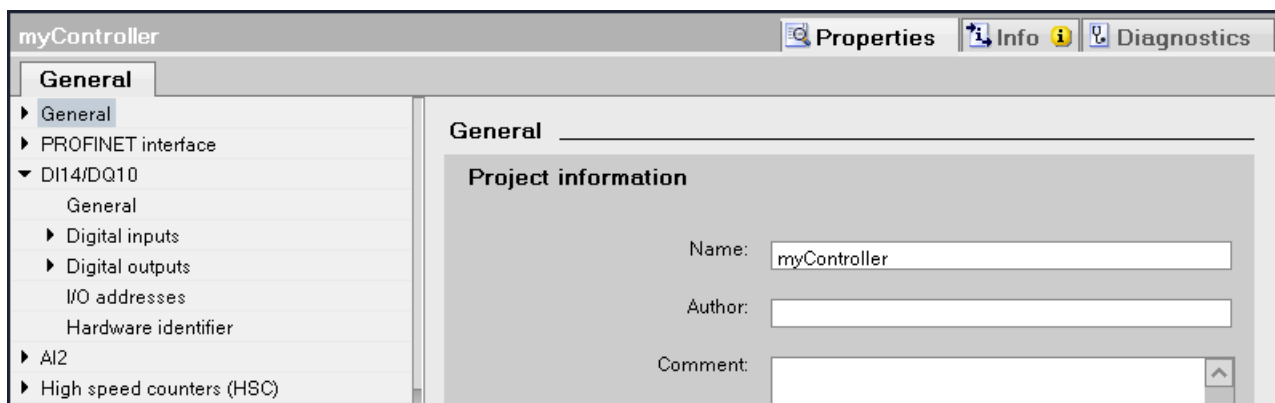 myController
Properties
Info
Diagnostics
General
General
PROFINET interface
DI14/DQ10
General
Digital inputs
Digital outputs
I/O addresses
Hardware identifier
AI2
High speed counters (HSC)
General
Project information
Name: myController
Author:
Comment: